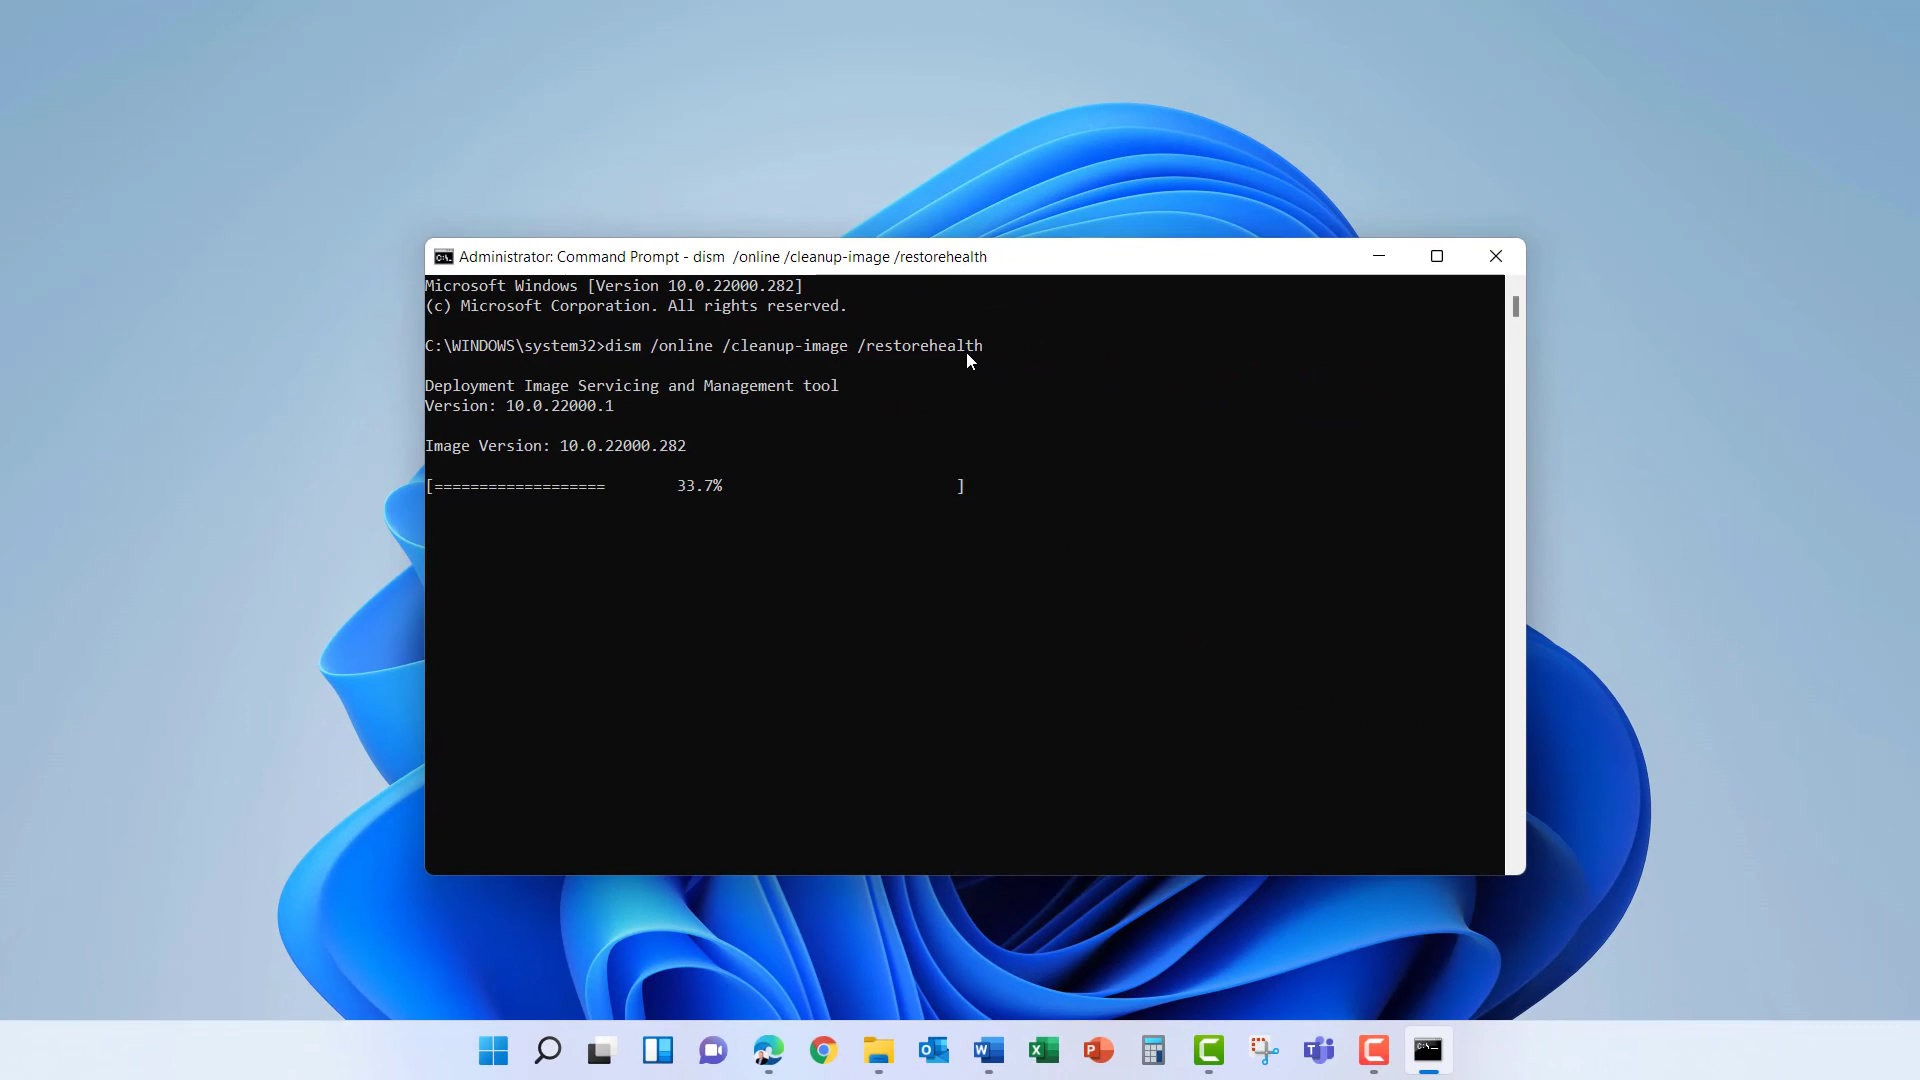 Administrator: Command Prompt - dism  /online /cleanup-image /restorehealth
Microsoft Windows [Version 10.0.22000.282]
(c) Microsoft Corporation. All rights reserved.
C:\WINDOWS\system32>dism /online /cleanup-image /restorehealth
Deployment Image Servicing and Management tool
Version: 10.0.22000.1
Image Version: 10.0.22000.282
[===================        33.7%                          ]